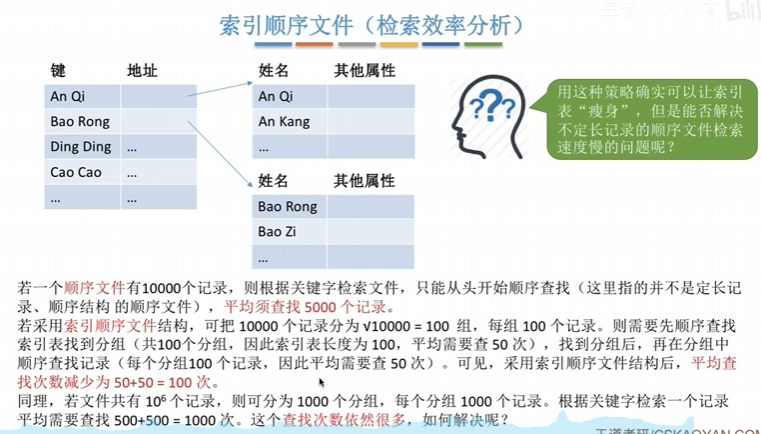 索引顺序文件（检索效率分析）
键 地址
An Qi
Bao Rong
Ding Ding ...
Cao Cao ...
... ...
姓名 其他属性
An Qi
An Kang
...
姓名 其他属性
Bao Rong
Bao Zi
...
???
用这种策略确实可以让索引
表“瘦身”，但是能否解决
不定长记录的顺序文件检索
速度慢的问题呢？
若一个顺序文件有10000个记录，则根据关键字检索文件，只能从头开始顺序查找（这里指的并不是定长记
录、顺序结构 的顺序文件），平均须查找 5000 个记录。
若采用索引顺序文件结构，可把 10000 个记录分为 √10000 = 100 组，每组 100 个记录。则需要先顺序查找
索引表找到分组（共100个分组，因此索引表长度为 100，平均需要查 50 次），找到分组后，再在分组中
顺序查找记录（每个分组100 个记录，因此平均需要查 50 次）。可见，采用索引顺序文件结构后，平均查
找次数减少为 50+50 = 100 次。
同理，若文件共有 10⁶ 个记录，则可分为 1000 个分组，每个分组 1000 个记录。根据关键字检索一个记录
平均需要查找 500+500 = 1000 次。这个查找次数依然很多，如何解决呢？
王道考研/CSKAOYAN.COM
bili